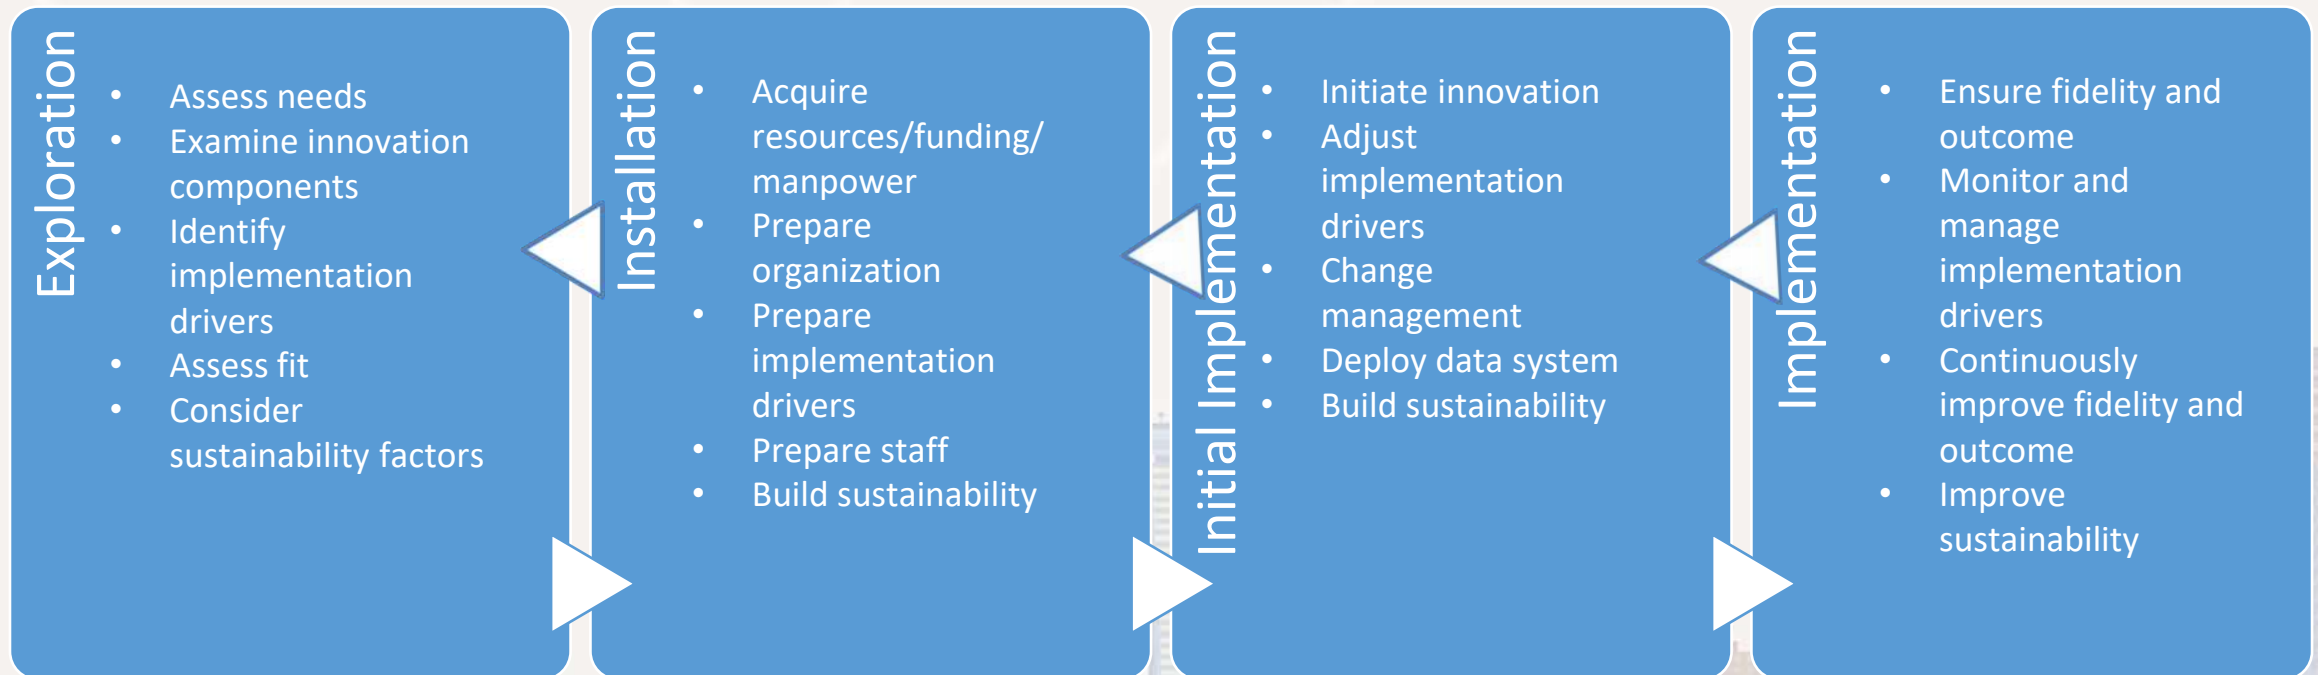 Exploration
• Assess needs
• Examine innovation
components
• Identify
implementation
drivers
• Assess fit
• Consider
sustainability factors
Installation
• Acquire
resources/funding/
manpower
• Prepare
organization
• Prepare
implementation
drivers
• Prepare staff
• Build sustainability
Initial Implementation
• Initiate innovation
• Adjust
implementation
drivers
• Change
management
• Deploy data system
• Build sustainability
Implementation
• Ensure fidelity and
outcome
• Monitor and
manage
implementation
drivers
• Continuously
improve fidelity and
outcome
• Improve
sustainability